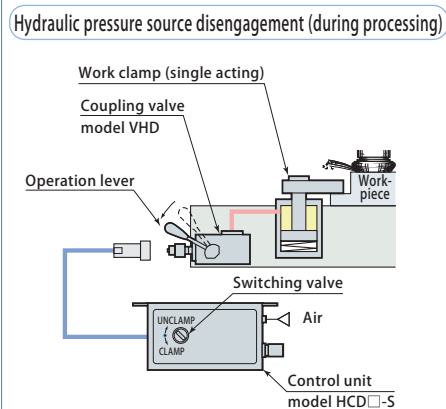 Hydraulic pressure source disengagement (during processing)
Work clamp (single acting)
Coupling valve
model VHD
Operation lever
Work-
piece
Switching valve
UNCLAMP
CLAMP
Air
Control unit
model HCD□-S